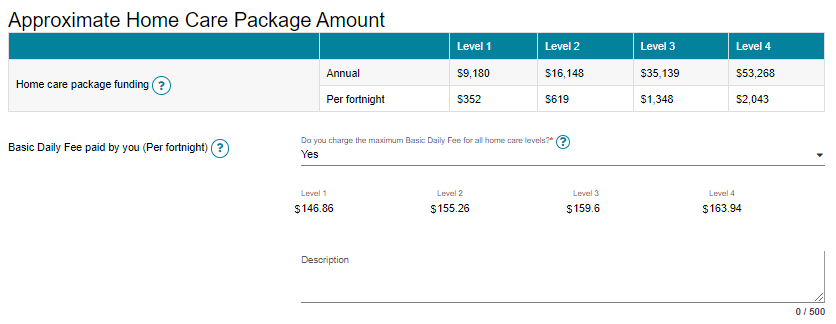 Approximate Home Care Package Amount
Level 1 Level 2 Level 3 Level 4
Home care package funding ?
Annual $9,180 $16,148 $35,139 $53,268
Per fortnight $352 $619 $1,348 $2,043
Basic Daily Fee paid by you (Per fortnight) ?
Do you charge the maximum Basic Daily Fee for all home care levels?* ?
Yes
Level 1 Level 2 Level 3 Level 4
$146.86 $155.26 $159.6 $163.94
Description
0 / 500